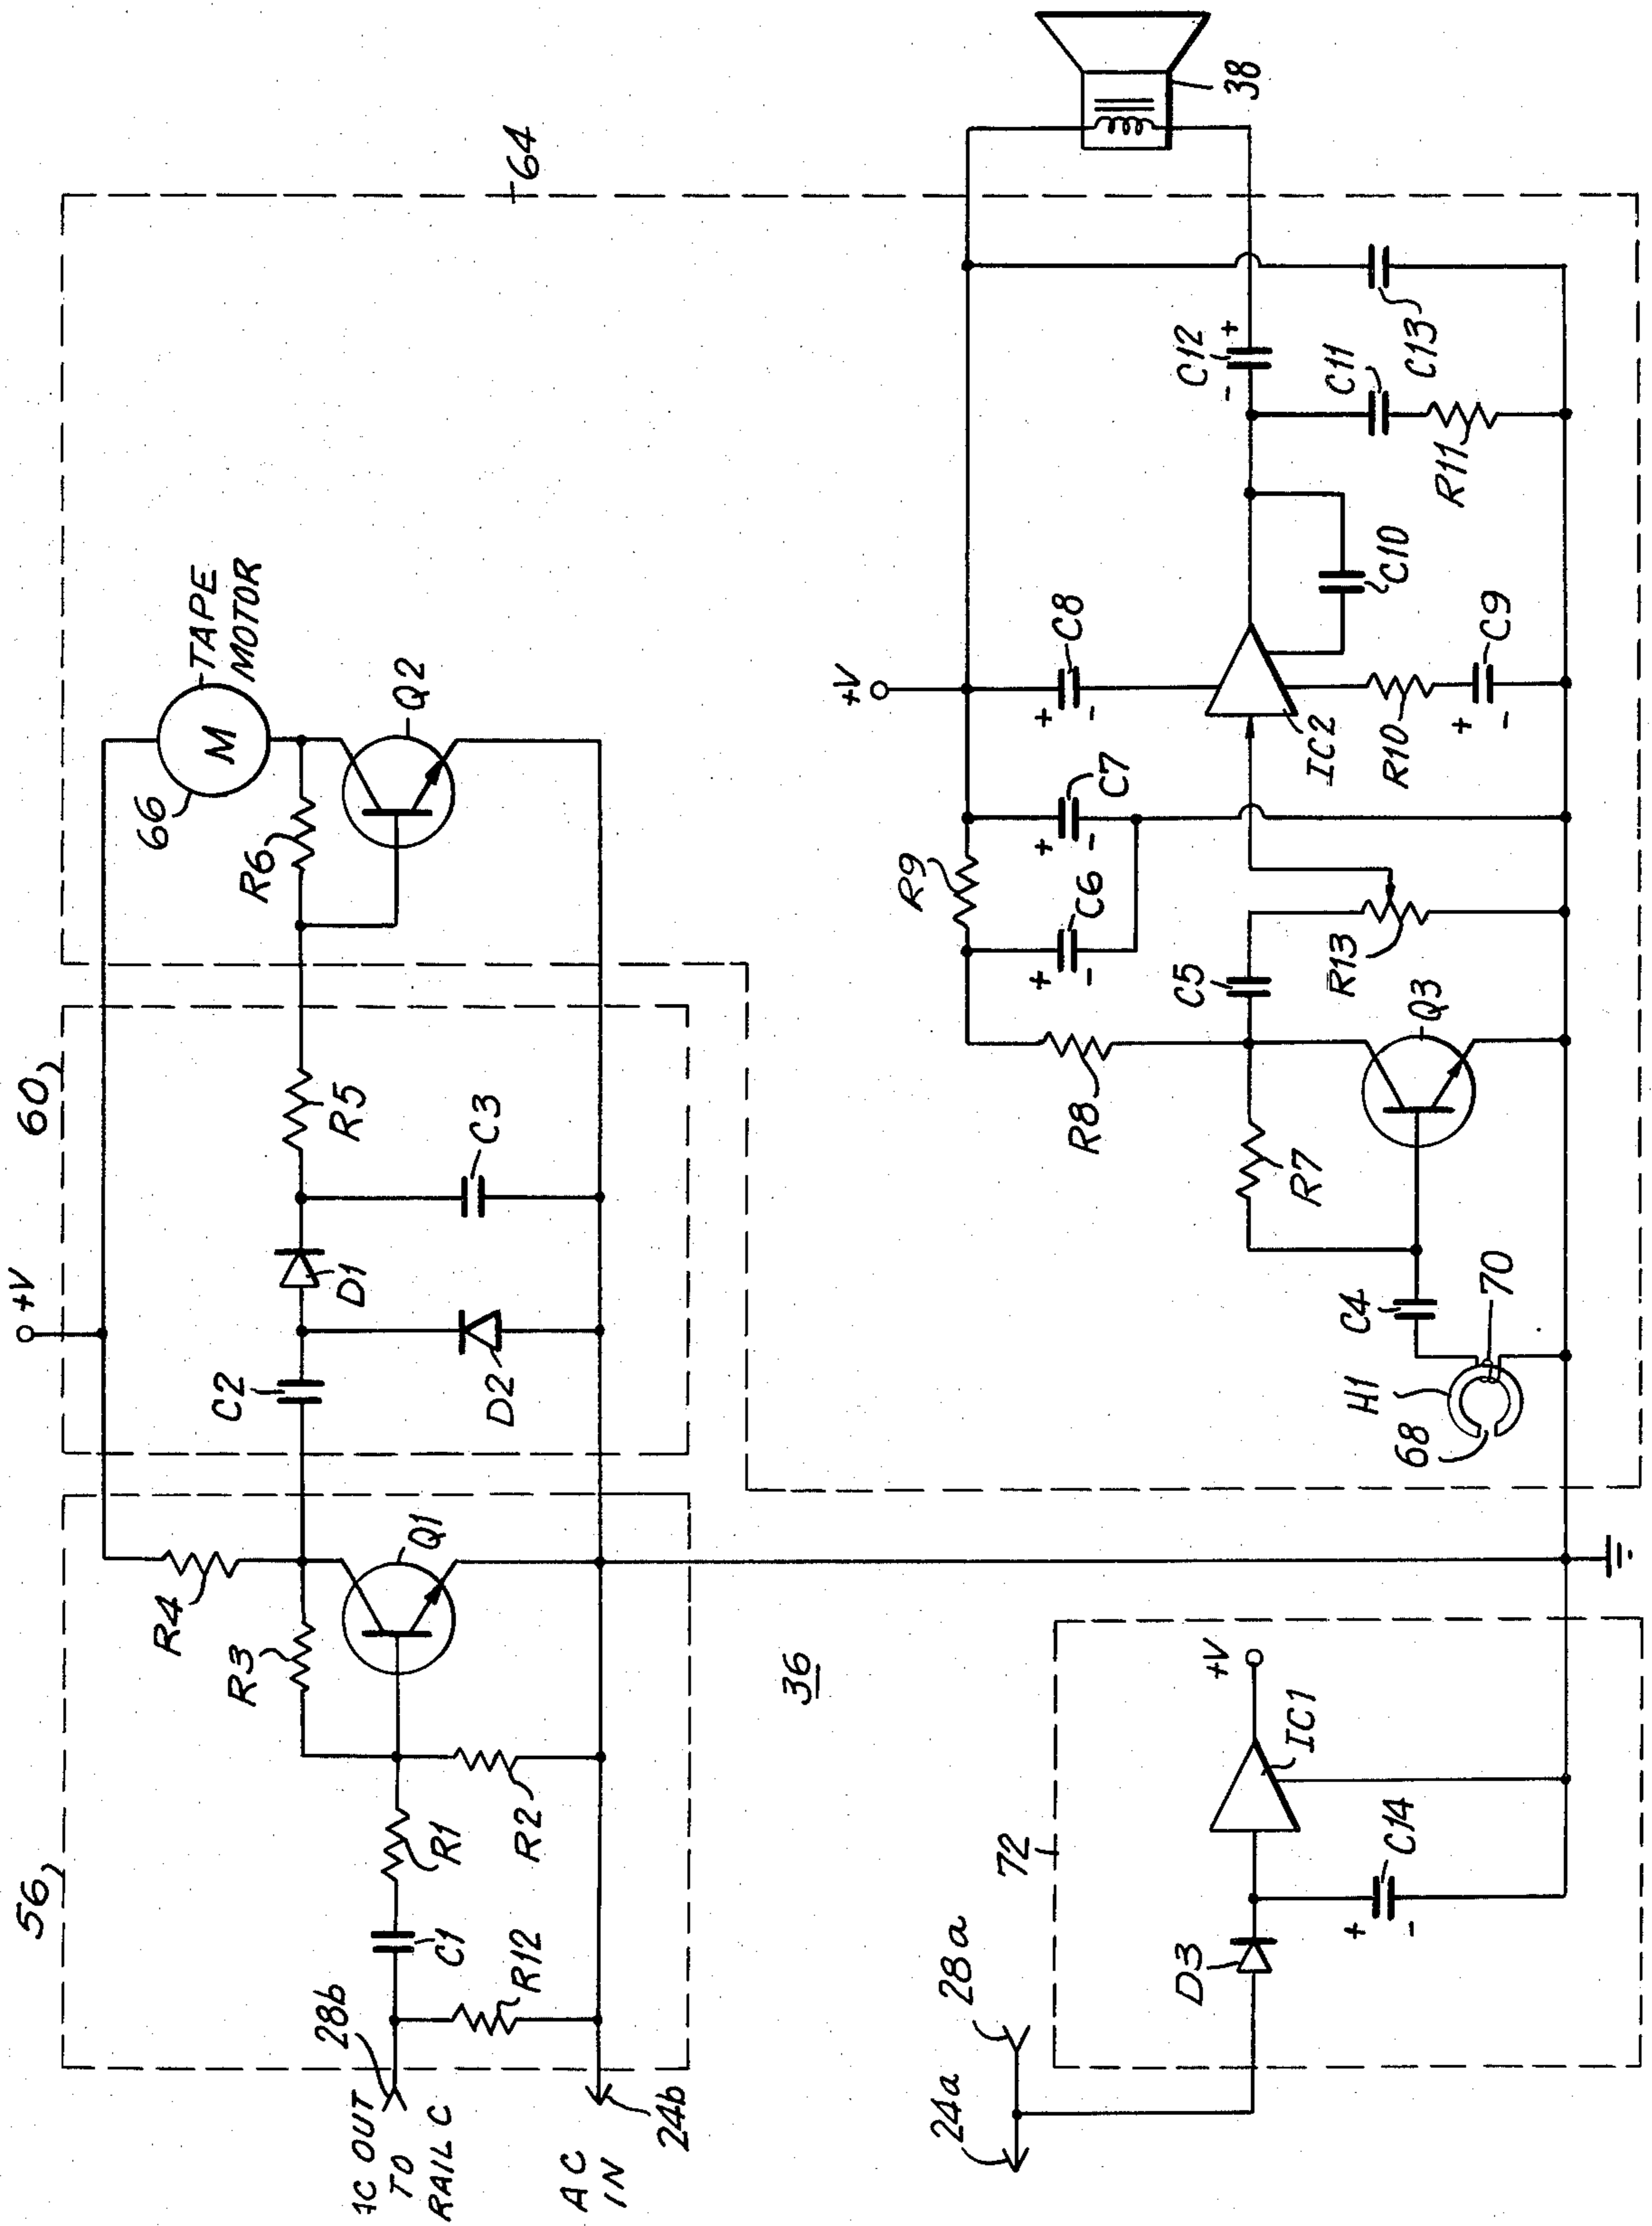 60
+V
56
64
66
TAPE
MOTOR
M
R6
Q2
R5
C3
D1
D2
C2
R4
R3
Q1
R1
R2
C1
R12
28b
AC OUT
TO
RAIL C
AC
IN
24b
36
+V
38
R9
C6
+
-
C7
+
-
C8
+
-
C12
-
+
C13
C11
R11
C10
IC2
R10
C9
+
-
C5
R13
R8
Q3
R7
C4
H1
68
70
72
+V
IC1
C14
+
-
D3
28a
24a